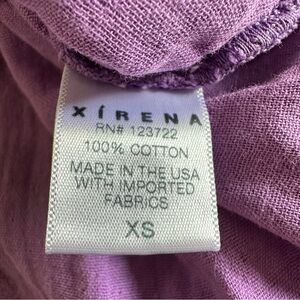 XíRENA
RN# 123722
100% COTTON
MADE IN THE USA
WITH IMPORTED
FABRICS
XS